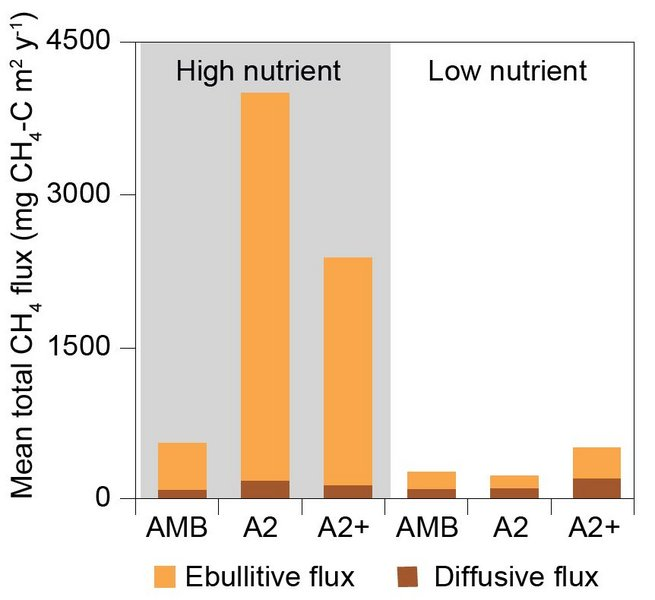 Mean total CH₄ flux (mg CH₄-C m² y⁻¹)
4500
3000
1500
0
High nutrient
Low nutrient
AMB
A2
A2+
AMB
A2
A2+
Ebullitive flux
Diffusive flux